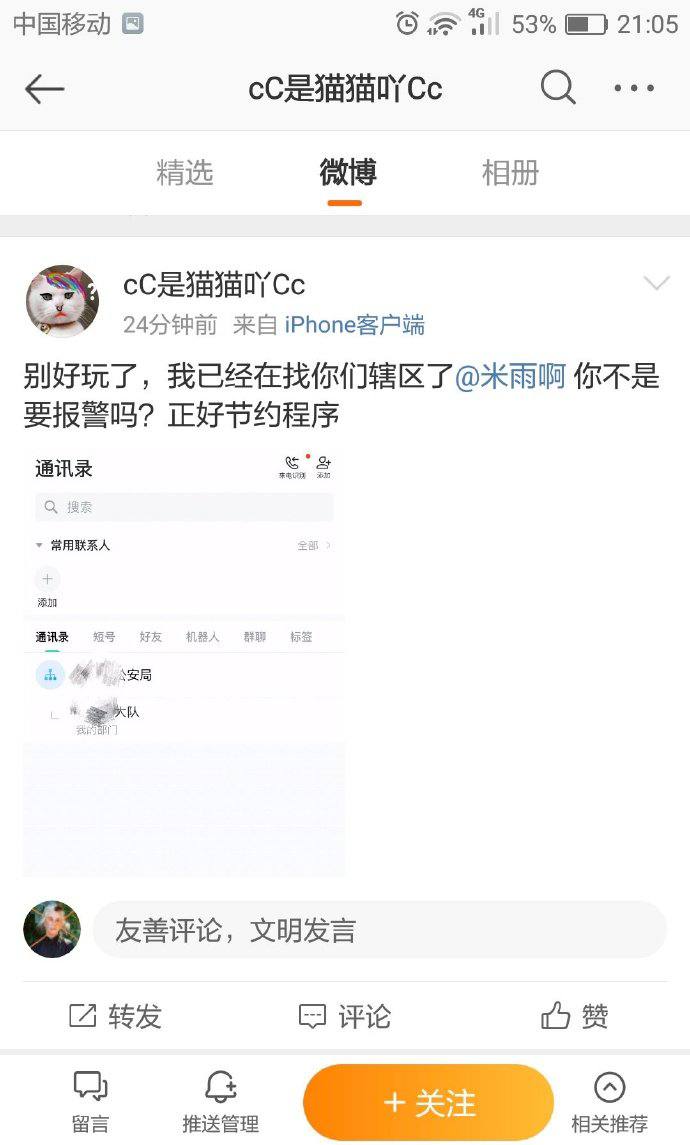 中国移动 4G 53% 21:05
cC是猫猫吖Cc
精选 微博 相册
cC是猫猫吖Cc
24分钟前 来自 iPhone客户端
别好玩了，我已经在找你们辖区了@米雨啊 你不是
要报警吗？正好节约程序
通讯录
来电识别 添加
搜索
常用联系人 全部
添加
通讯录 短号 好友 机器人 群聊 标签
公安局
大队
我的部门
友善评论，文明发言
转发 评论 赞
留言 推送管理 + 关注 相关推荐